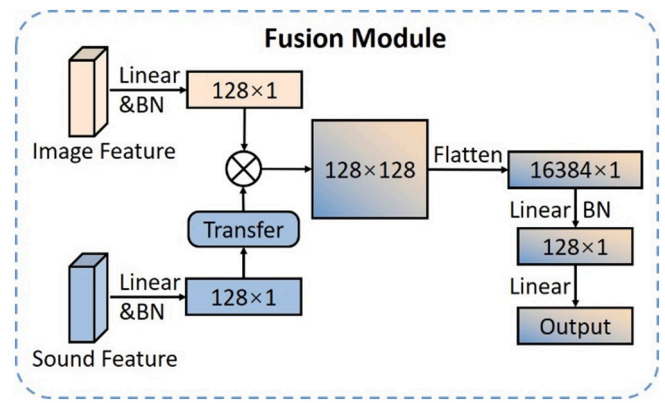 Fusion Module
Linear
&BN
Image Feature
128×1
128×128
Flatten
16384×1
Linear BN
128×1
Linear
Output
Transfer
Linear
&BN
128×1
Sound Feature